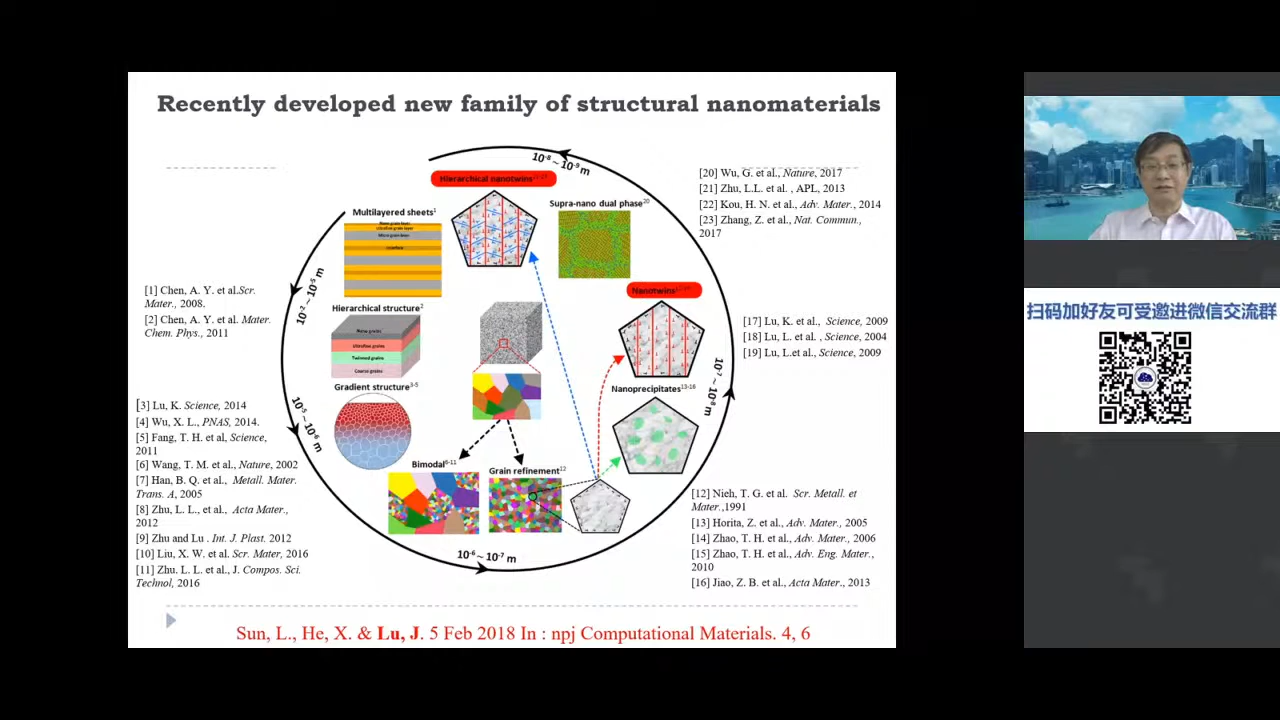 Recently developed new family of structural nanomaterials
10⁻⁸ ~ 10⁻⁹ m
Hierarchical nanotwins
Supra-nano dual phase²⁰
Multilayered sheets¹
[20] Wu, G. et al., Nature, 2017
[21] Zhu, L.L. et al. , APL, 2013
[22] Kou, H. N. et al., Adv. Mater., 2014
[23] Zhang, Z. et al., Nat. Commun.,
2017
10⁻² ~ 10⁻⁵ m
[1] Chen, A. Y. et al.Scr.
Mater., 2008.
[2] Chen, A. Y. et al. Mater.
Chem. Phys., 2011
Hierarchical structure²
Ultrafine grains
Twinned grains
Coarse grains
Nanotwins
[17] Lu, K. et al., Science, 2009
[18] Lu, L. et al. , Science, 2004
[19] Lu, L.et al., Science, 2009
10⁻⁷ ~ 10⁻⁸ m
Gradient structure³⁻⁵
Nanoprecipitates¹³⁻¹⁶
10⁻⁵ ~ 10⁻⁶ m
[3] Lu, K. Science, 2014
[4] Wu, X. L., PNAS, 2014.
[5] Fang, T. H. et al, Science,
2011
[6] Wang, T. M. et al., Nature, 2002
[7] Han, B. Q. et al., Metall. Mater.
Trans. A, 2005
[8] Zhu, L. L., et al., Acta Mater.,
2012
[9] Zhu and Lu . Int. J. Plast. 2012
[10] Liu, X. W. et al. Scr. Mater, 2016
[11] Zhu. L. L. et al., J. Compos. Sci.
Technol, 2016
Bimodal⁶⁻¹¹
Grain refinement¹²
10⁻⁶ ~ 10⁻⁷ m
[12] Nieh, T. G. et al. Scr. Metall. et
Mater.,1991
[13] Horita, Z. et al., Adv. Mater., 2005
[14] Zhao, T. H. et al., Adv. Mater., 2006
[15] Zhao, T. H. et al., Adv. Eng. Mater.,
2010
[16] Jiao, Z. B. et al., Acta Mater., 2013
Sun, L., He, X. & Lu, J. 5 Feb 2018 In : npj Computational Materials. 4, 6
扫码加好友可受邀进微信交流群